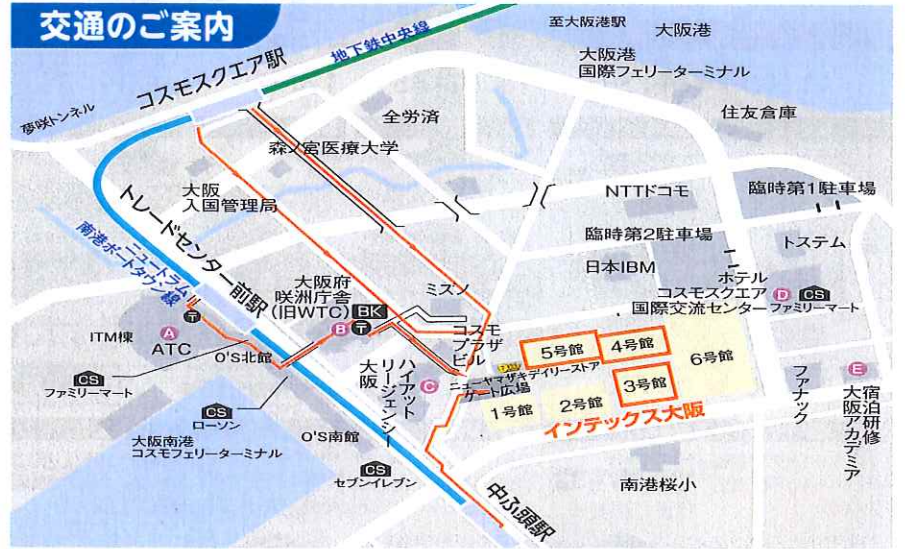 交通のご案内
至大阪港駅
大阪港
地下鉄中央線
コスモスクエア駅
大阪港
国際フェリーターミナル
夢咲トンネル
全労済
住友倉庫
森ノ宮医療大学
大阪
入国管理局
NTTドコモ
臨時第1駐車場
トレードセンター前駅
ニュートラム
南港ポートタウン線
臨時第2駐車場
トステム
日本IBM
大阪府
咲洲庁舎
(旧WTC)
BK
ミズノ
ホテル
コスモスクエア
国際交流センター
D
CS
ファミリーマート
〒
A
ATC
ITM棟
B
〒
コスモ
プラザ
ビル
O'S北館
5号館
4号館
6号館
CS
ファミリーマート
ハイアット
リージェンシー
大阪
C
デイリーストア
ニューヤマザキ
ゲート広場
3号館
ファナック
E
宿泊研修
大阪アカデミア
1号館
2号館
CS
ローソン
インテックス大阪
O'S南館
大阪南港
コスモフェリーターミナル
CS
セブンイレブン
南港桜小
中ふ頭駅